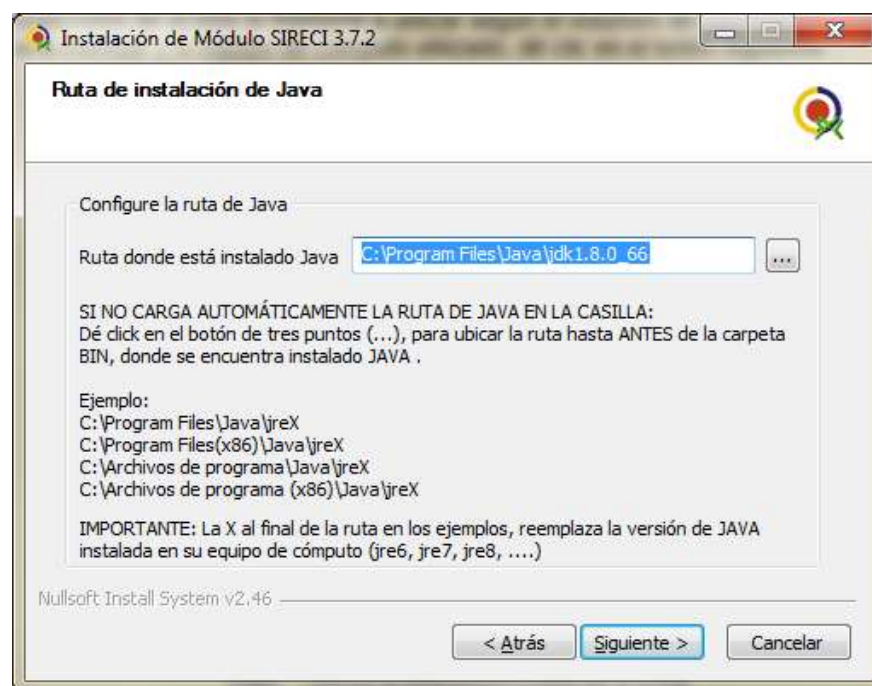 Instalación de Módulo SIRECI 3.7.2
Ruta de instalación de Java
Configure la ruta de Java
Ruta donde está instalado Java C:\Program Files\Java\jdk1.8.0_66 ...
SI NO CARGA AUTOMÁTICAMENTE LA RUTA DE JAVA EN LA CASILLA:
Dé click en el botón de tres puntos (...), para ubicar la ruta hasta ANTES de la carpeta
BIN, donde se encuentra instalado JAVA .
Ejemplo:
C:\Program Files\Java\jreX
C:\Program Files(x86)\Java\jreX
C:\Archivos de programa\Java\jreX
C:\Archivos de programa (x86)\Java\jreX
IMPORTANTE: La X al final de la ruta en los ejemplos, reemplaza la versión de JAVA
instalada en su equipo de cómputo (jre6, jre7, jre8, ....)
Nullsoft Install System v2.46
< Atrás Siguiente > Cancelar